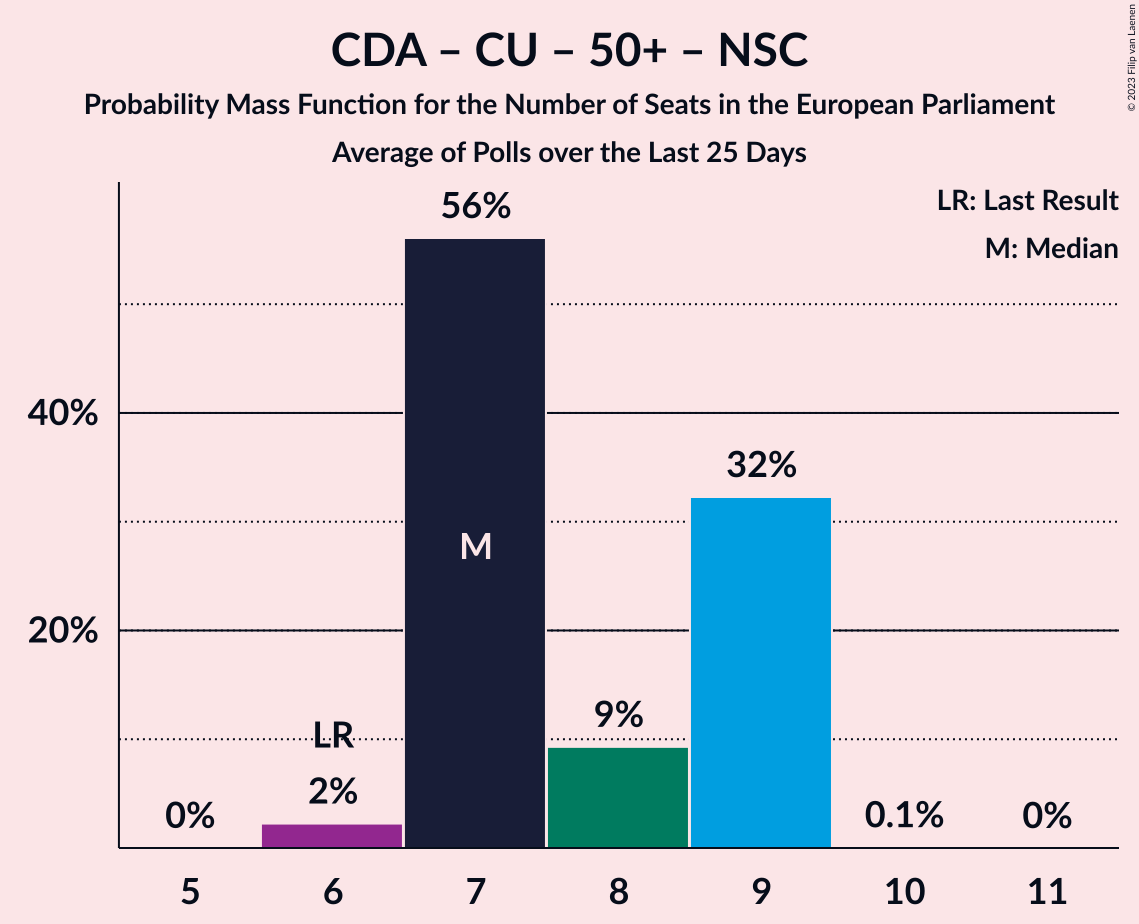 CDA – CU – 50+ – NSC
Probability Mass Function for the Number of Seats in the European Parliament
Average of Polls over the Last 25 Days
© 2023 Filip van Laenen
LR: Last Result
M: Median
56%
40%
32%
M
20%
9%
LR
2%
0%
0.1%
0%
5 6 7 8 9 10 11